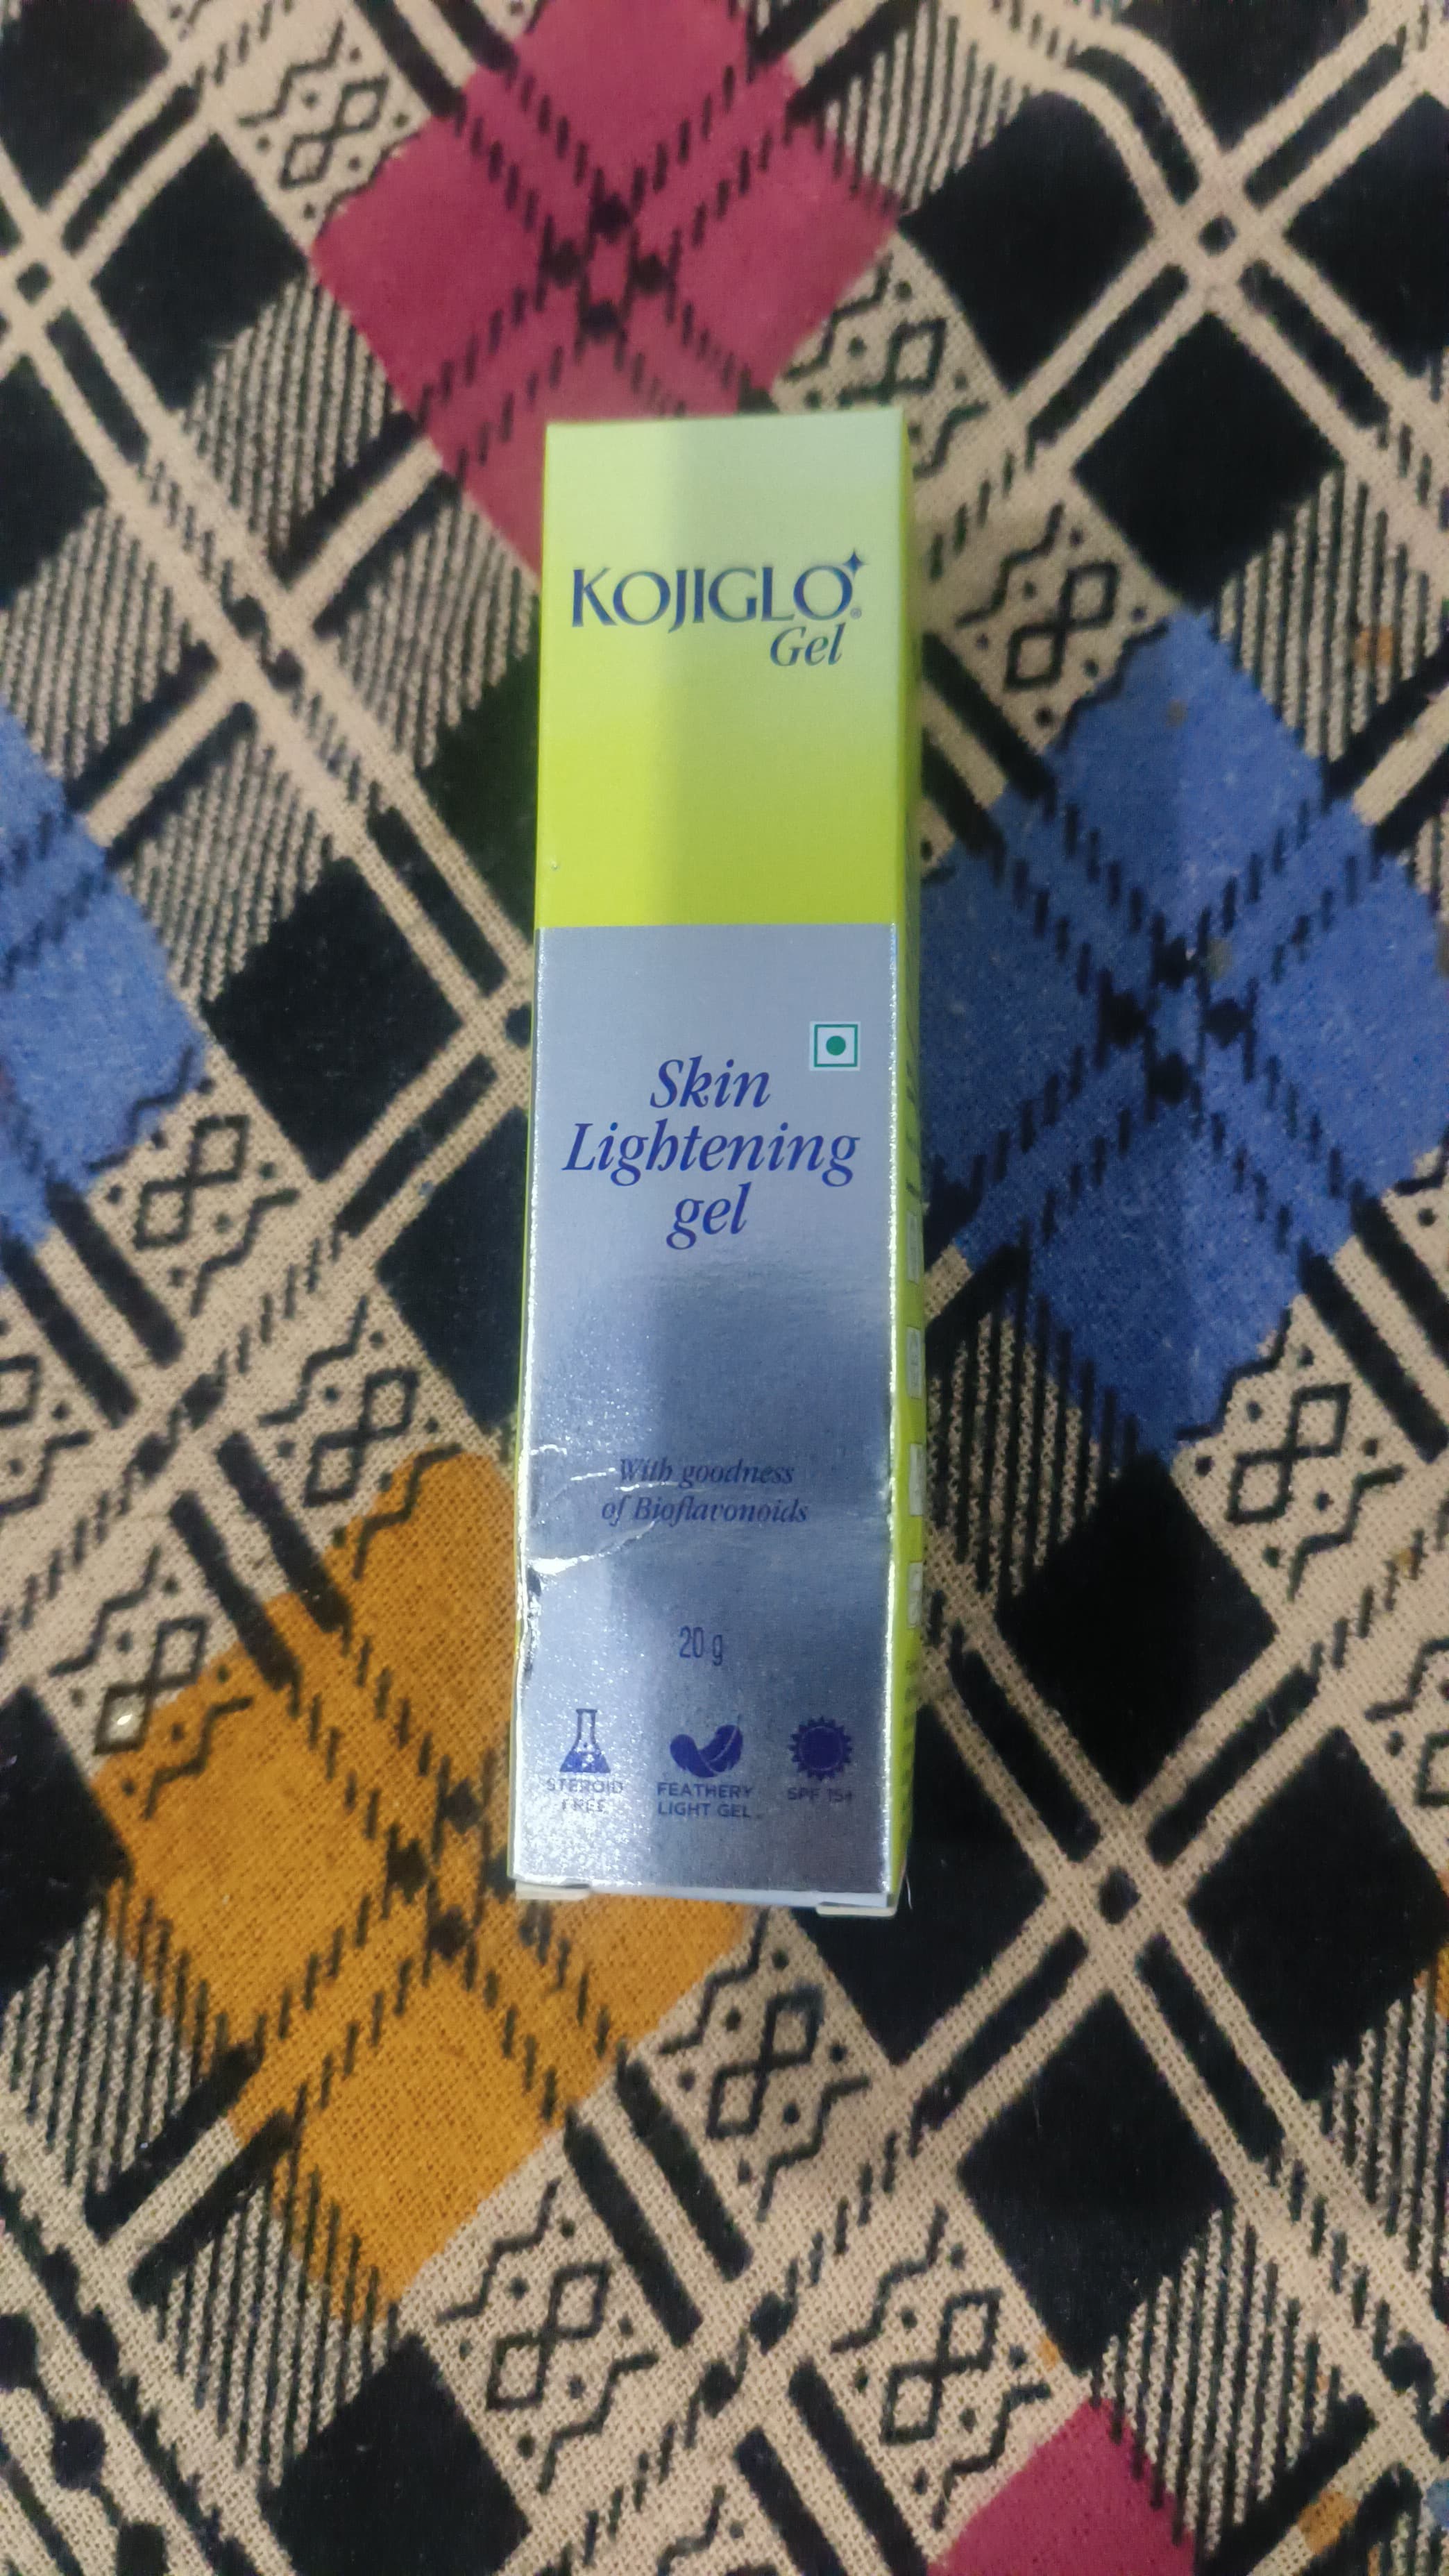 KOJIGLO®
Gel
Skin
Lightening
gel
With goodness
of Bioflavonoids
20 g
STEROID
FREE
FEATHERY
LIGHT GEL
SPF 15+